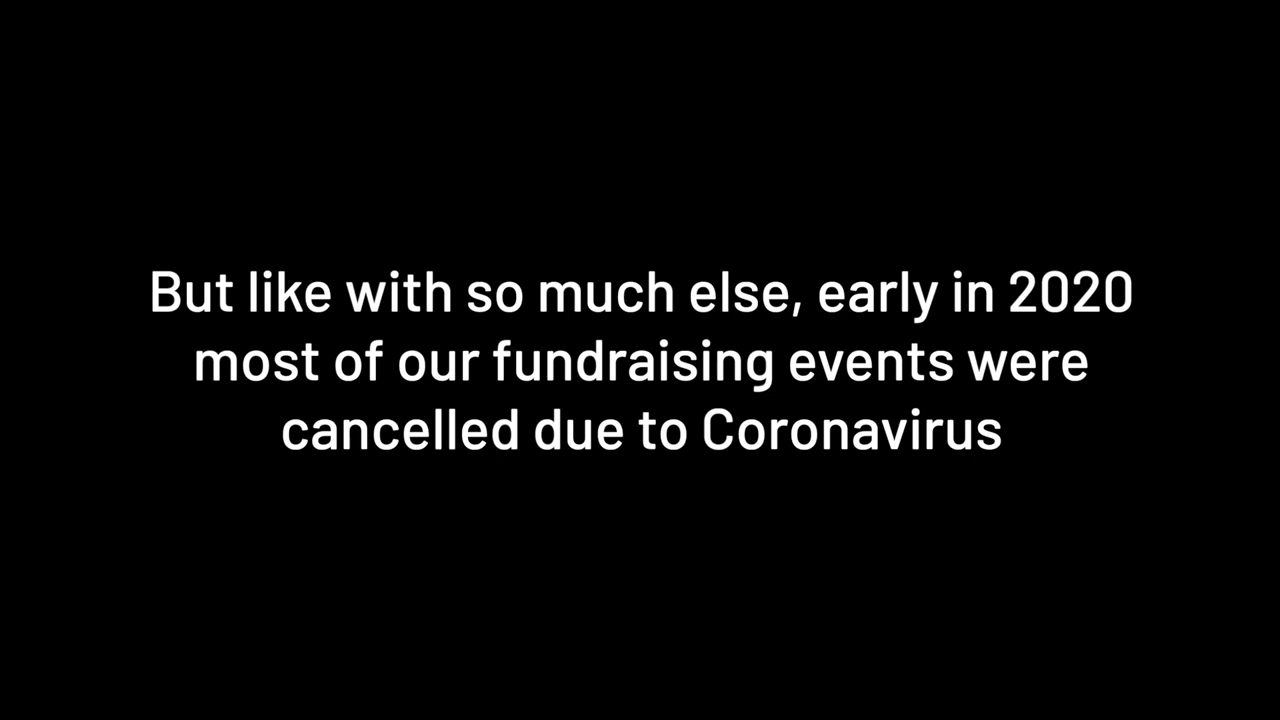 But like with so much else, early in 2020
most of our fundraising events were
cancelled due to Coronavirus